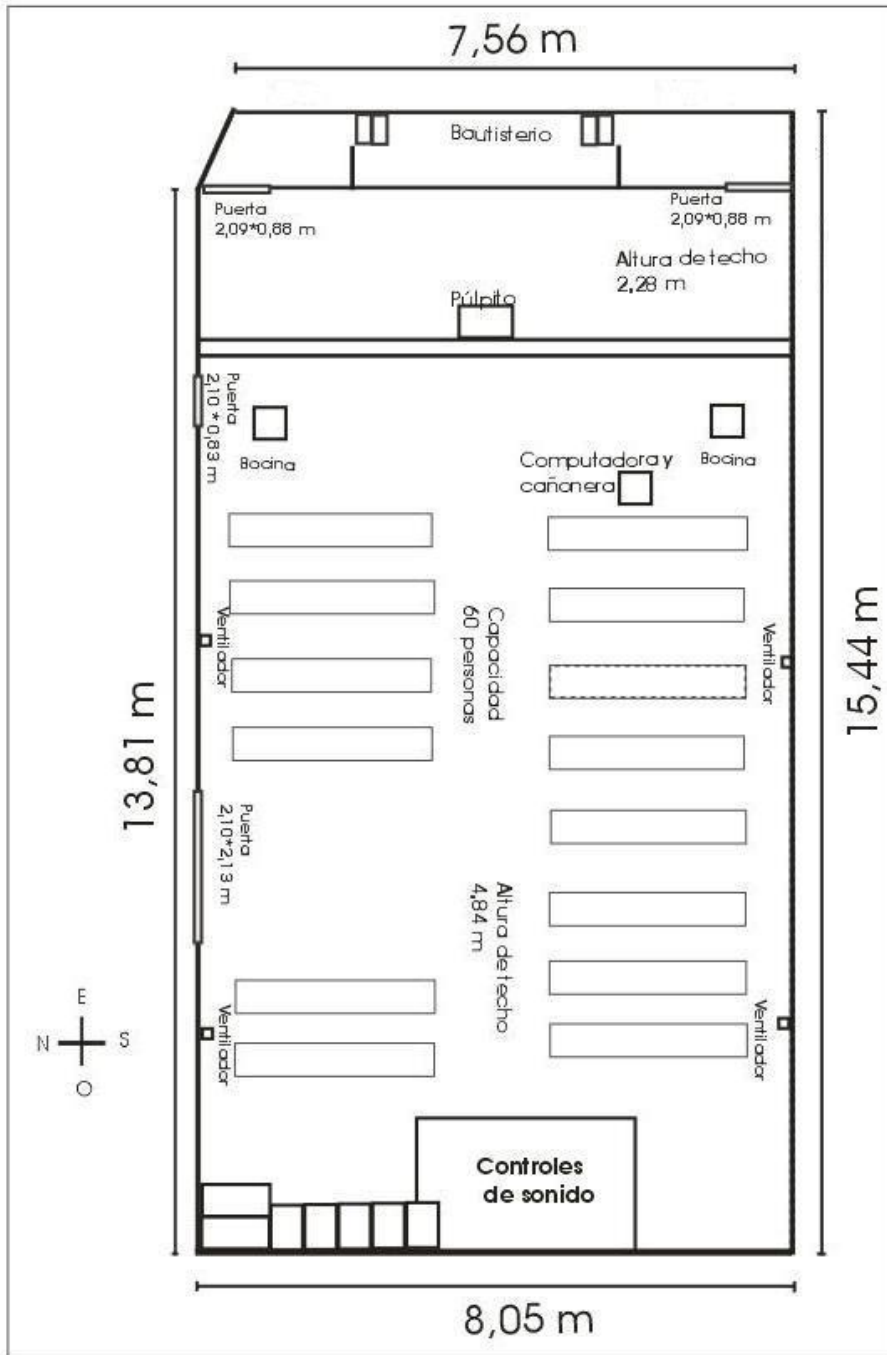 7,56 m
Bautisterio
Puerta
2,09*0,88 m
Puerta
2,09*0,88 m
Altura de techo
2,28 m
Púlpito
Puerta
2,10 * 0,83 m
Bocina
Computadora y
cañonera
Bocina
Ventilador
Capacidad
60 personas
Ventilador
13,81 m
15,44 m
Puerta
2,10*2,13 m
Altura de techo
4,84 m
E
N
S
O
Ventilador
Ventilador
Controles
de sonido
8,05 m